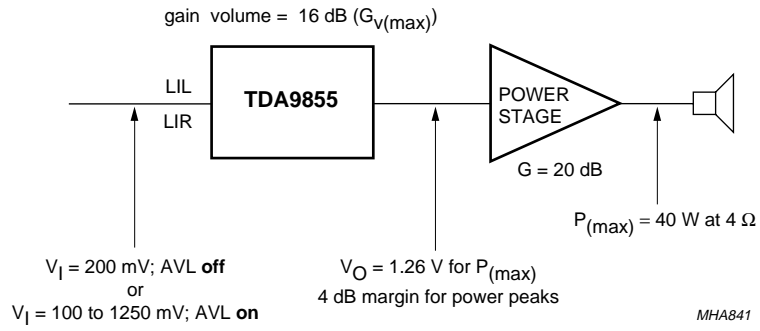 gain volume = 16 dB (Gv(max))
LIL
LIR
TDA9855
POWER
STAGE
G = 20 dB
P(max) = 40 W at 4 Ω
VI = 200 mV; AVL off
or
VI = 100 to 1250 mV; AVL on
VO = 1.26 V for P(max)
4 dB margin for power peaks
MHA841